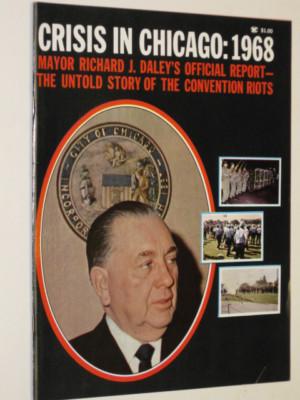 $1.00
CRISIS IN CHICAGO: 1968
MAYOR RICHARD J. DALEY'S OFFICIAL REPORT—
THE UNTOLD STORY OF THE CONVENTION RIOTS
CITY OF CHICAGO
INCORPO